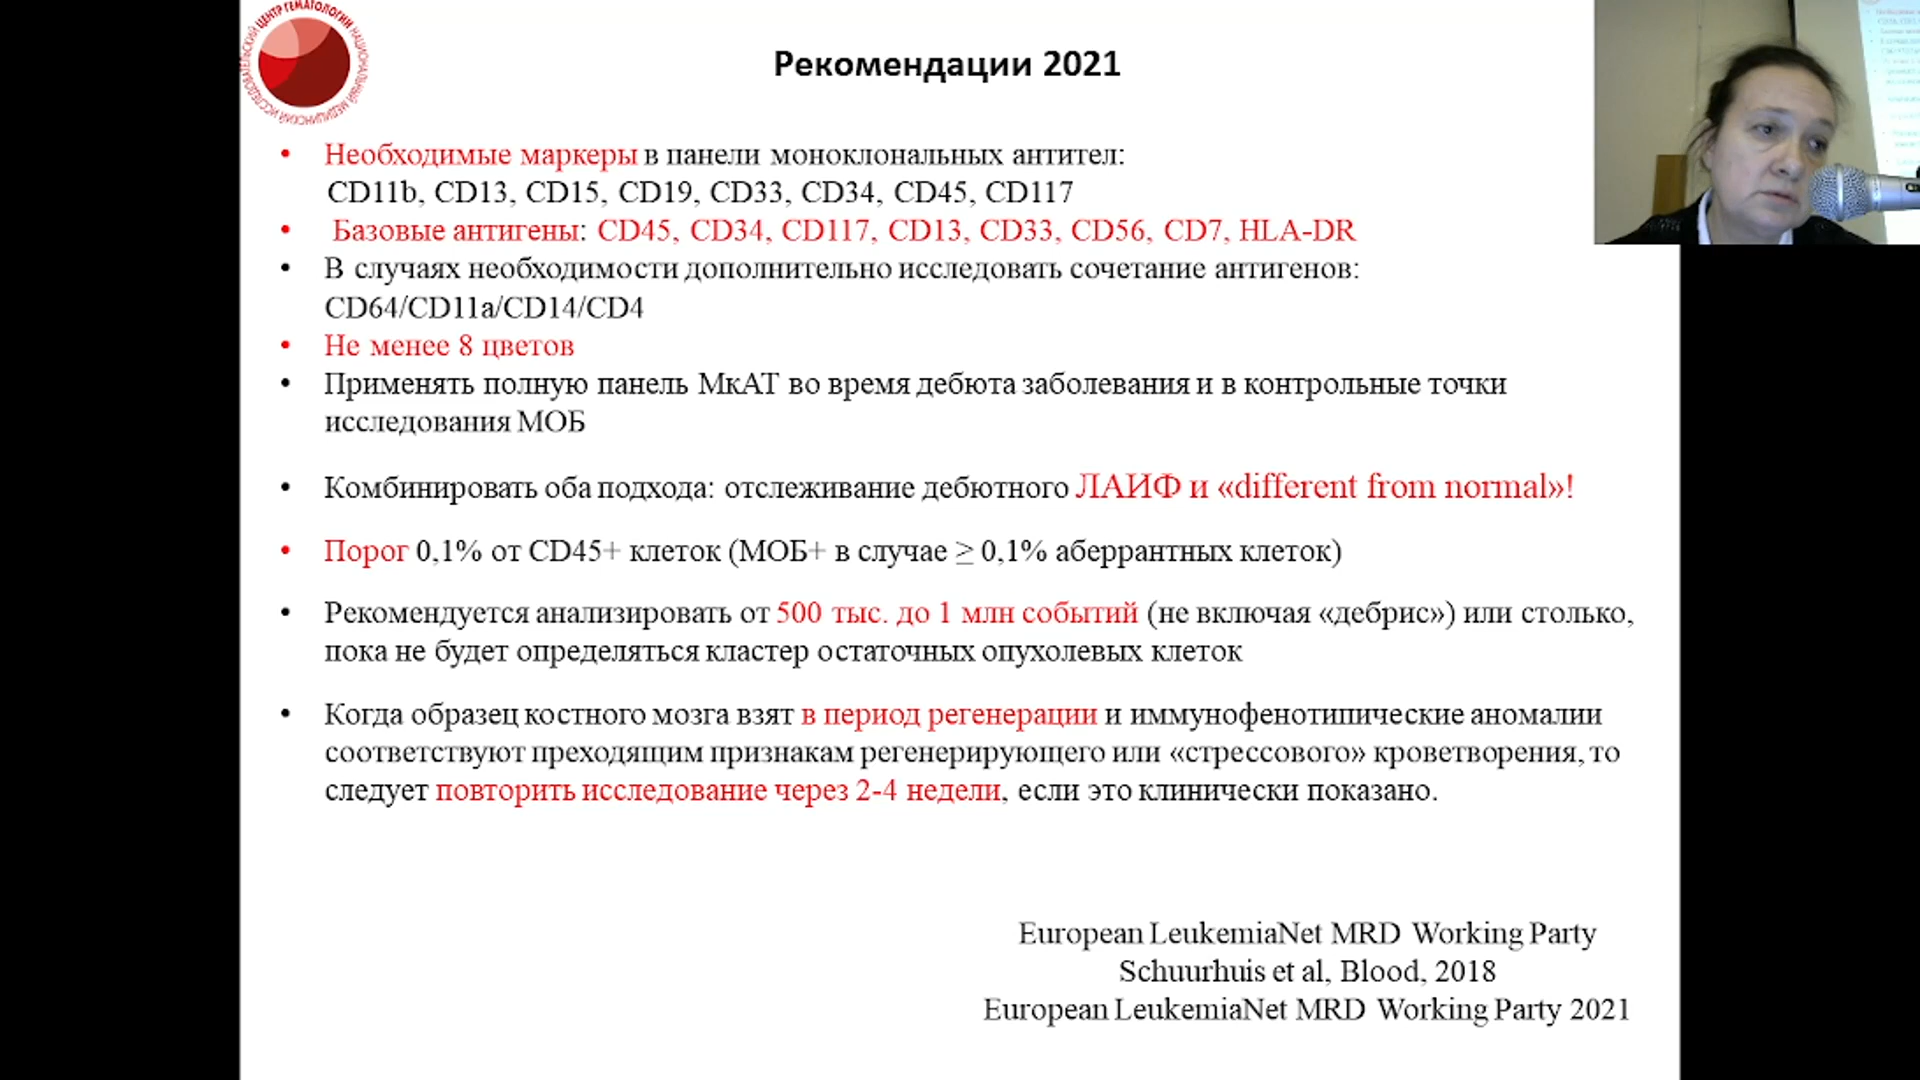 ЦЕНТР ГЕМАТОЛОГИИ НАЦИОНАЛЬНЫЙ МЕДИЦИНСКИЙ ИССЛЕДОВАТЕЛЬСКИЙ
Рекомендации 2021
• Необходимые маркеры в панели моноклональных антител:
CD11b, CD13, CD15, CD19, CD33, CD34, CD45, CD117
• Базовые антигены: CD45, CD34, CD117, CD13, CD33, CD56, CD7, HLA-DR
• В случаях необходимости дополнительно исследовать сочетание антигенов:
CD64/CD11a/CD14/CD4
• Не менее 8 цветов
• Применять полную панель МкАТ во время дебюта заболевания и в контрольные точки
исследования МОБ
• Комбинировать оба подхода: отслеживание дебютного ЛАИФ и «different from normal»!
• Порог 0,1% от CD45+ клеток (МОБ+ в случае ≥ 0,1% аберрантных клеток)
• Рекомендуется анализировать от 500 тыс. до 1 млн событий (не включая «дебрис») или столько,
пока не будет определяться кластер остаточных опухолевых клеток
• Когда образец костного мозга взят в период регенерации и иммунофенотипические аномалии
соответствуют преходящим признакам регенерирующего или «стрессового» кроветворения, то
следует повторить исследование через 2-4 недели, если это клинически показано.
European LeukemiaNet MRD Working Party
Schuurhuis et al, Blood, 2018
European LeukemiaNet MRD Working Party 2021